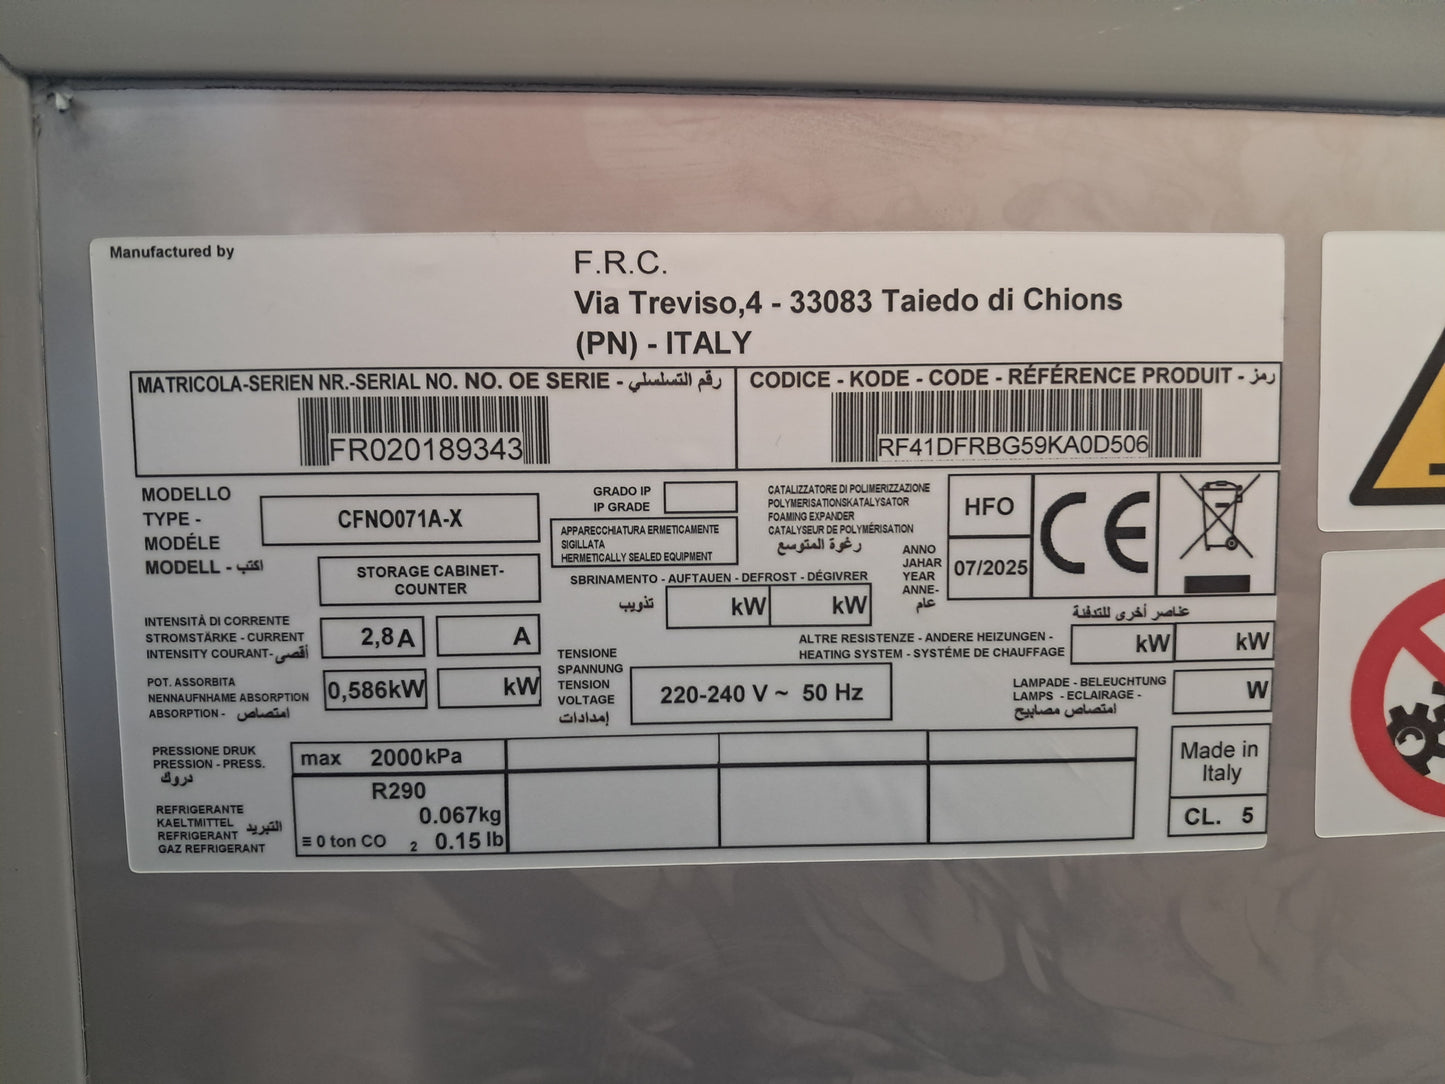 Manufactured by
F.R.C.
Via Treviso,4 - 33083 Taiedo di Chions
(PN) - ITALY
MATRICOLA-SERIEN NR.-SERIAL NO. NO. OE SERIE - رقم التسلسلي
FR020189343
CODICE - KODE - CODE - RÉFÉRENCE PRODUIT - رمز
RF41DFRBG59KA0D506
MODELLO
TYPE -
MODÉLE
MODELL - اكتب
CFNO071A-X
STORAGE CABINET-
COUNTER
GRADO IP
IP GRADE
APPARECCHIATURA ERMETICAMENTE
SIGILLATA
HERMETICALLY SEALED EQUIPMENT
CATALIZZATORE DI POLIMERIZZAZIONE
POLYMERISATIONSKATALYSATOR
FOAMING EXPANDER
CATALYSEUR DE POLYMÉRISATION
رغوة المتوسع
HFO
ANNO
JAHAR
YEAR
ANNE-
عام
07/2025
CE
SBRINAMENTO - AUFTAUEN - DEFROST - DÉGIVRER
تذويب
kW
kW
INTENSITÀ DI CORRENTE
STROMSTÄRKE - CURRENT
INTENSITY COURANT- أقصى
2,8A
A
POT. ASSORBITA
NENNAUFNHAME ABSORPTION
ABSORPTION - امتصاص
0,586kW
kW
TENSIONE
SPANNUNG
TENSION
VOLTAGE
إمدادات
220-240 V ~ 50 Hz
عناصر أخرى للتدفئة
ALTRE RESISTENZE - ANDERE HEIZUNGEN -
HEATING SYSTEM - SYSTÉME DE CHAUFFAGE
kW
kW
LAMPADE - BELEUCHTUNG
LAMPS - ECLAIRAGE -
امتصاص مصابيح
W
PRESSIONE DRUK
PRESSION - PRESS.
دروك
max 2000kPa
REFRIGERANTE
KAELTMITTEL
REFRIGERANT التبريد
GAZ REFRIGERANT
R290
0.067kg
≡ 0 ton CO 2 0.15 lb
Made in
Italy
CL. 5